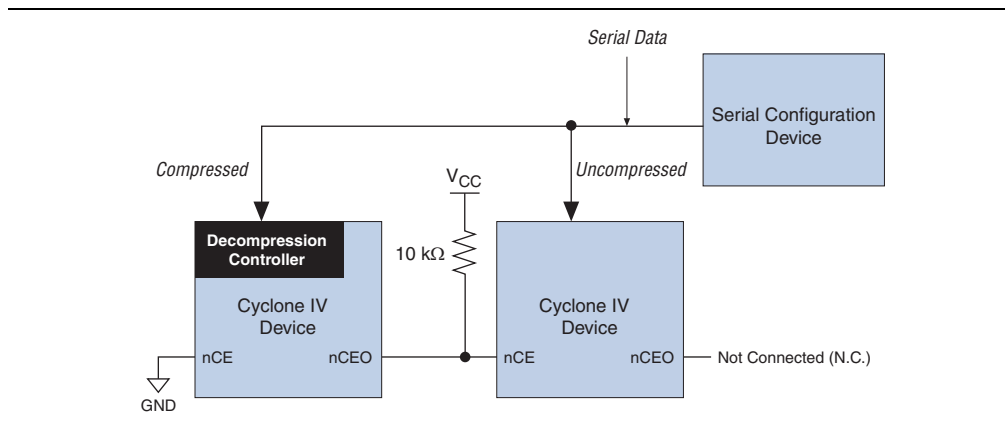 Serial Data
Serial Configuration
Device
Compressed
Uncompressed
VCC
10 kΩ
Decompression
Controller
Cyclone IV
Device
nCE
nCEO
GND
Cyclone IV
Device
nCE
nCEO
Not Connected (N.C.)